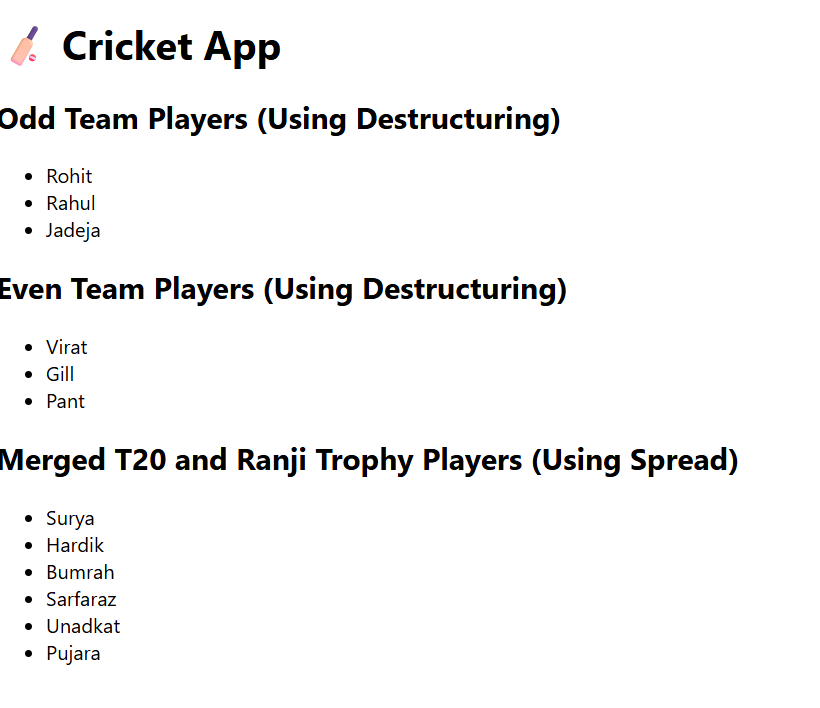 Cricket App
Odd Team Players (Using Destructuring)
Rohit
Rahul
Jadeja
Even Team Players (Using Destructuring)
Virat
Gill
Pant
Merged T20 and Ranji Trophy Players (Using Spread)
Surya
Hardik
Bumrah
Sarfaraz
Unadkat
Pujara